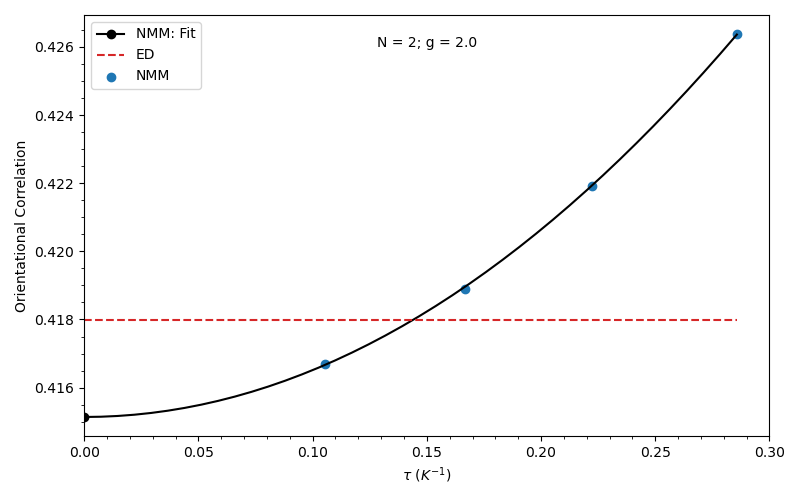 NMM: Fit
ED
NMM
N = 2; g = 2.0
0.426
0.424
0.422
0.420
0.418
0.416
Orientational Correlation
0.00
0.05
0.10
0.15
0.20
0.25
0.30
τ (K⁻¹)